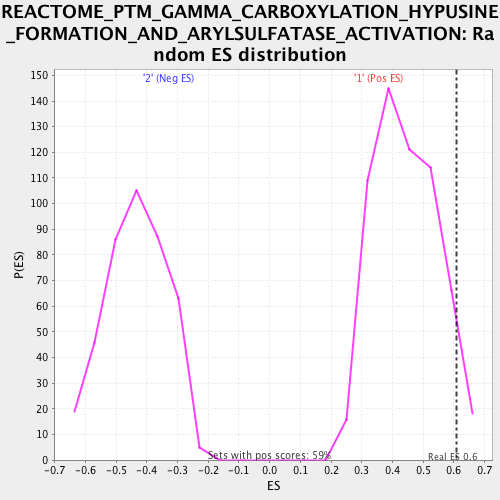 REACTOME_PTM_GAMMA_CARBOXYLATION_HYPUSINE
_FORMATION_AND_ARYLSULFATASE_ACTIVATION: Ra
ndom ES distribution
'2' (Neg ES)
'1' (Pos ES)
150
140
130
120
110
100
90
80
70
60
50
40
30
20
10
0
P(ES)
Sets with pos scores: 59%
Real ES 0.6
-0.7 -0.6 -0.5 -0.4 -0.3 -0.2 -0.1 0.0 0.1 0.2 0.3 0.4 0.5 0.6 0.7
ES